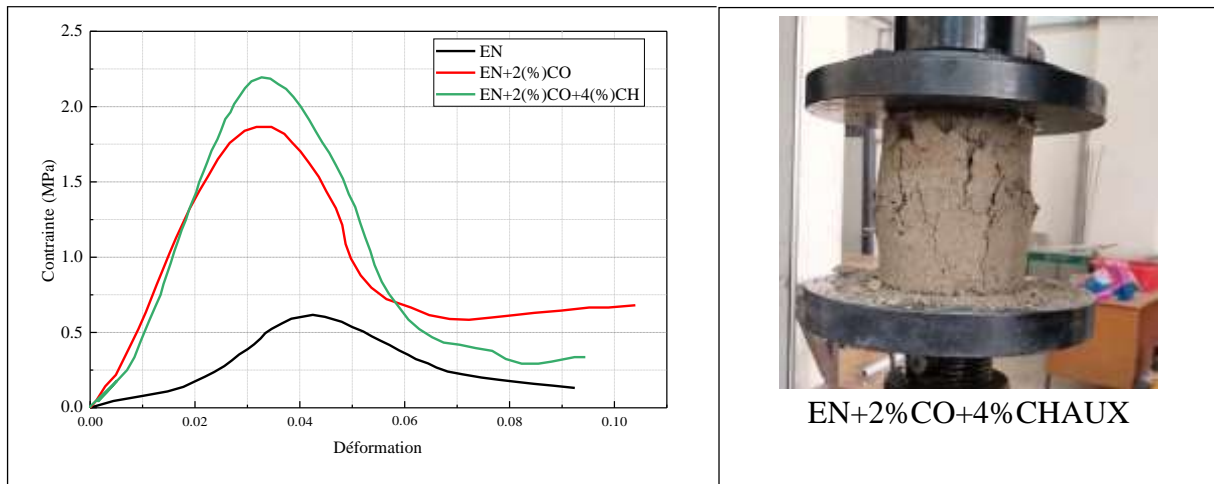 2.5
2.0
1.5
1.0
0.5
0.0
0.00
0.02
0.04
0.06
0.08
0.10
Contrainte (MPa)
Déformation
EN
EN+2(%)CO
EN+2(%)CO+4(%)CH
EN+2%CO+4%CHAUX